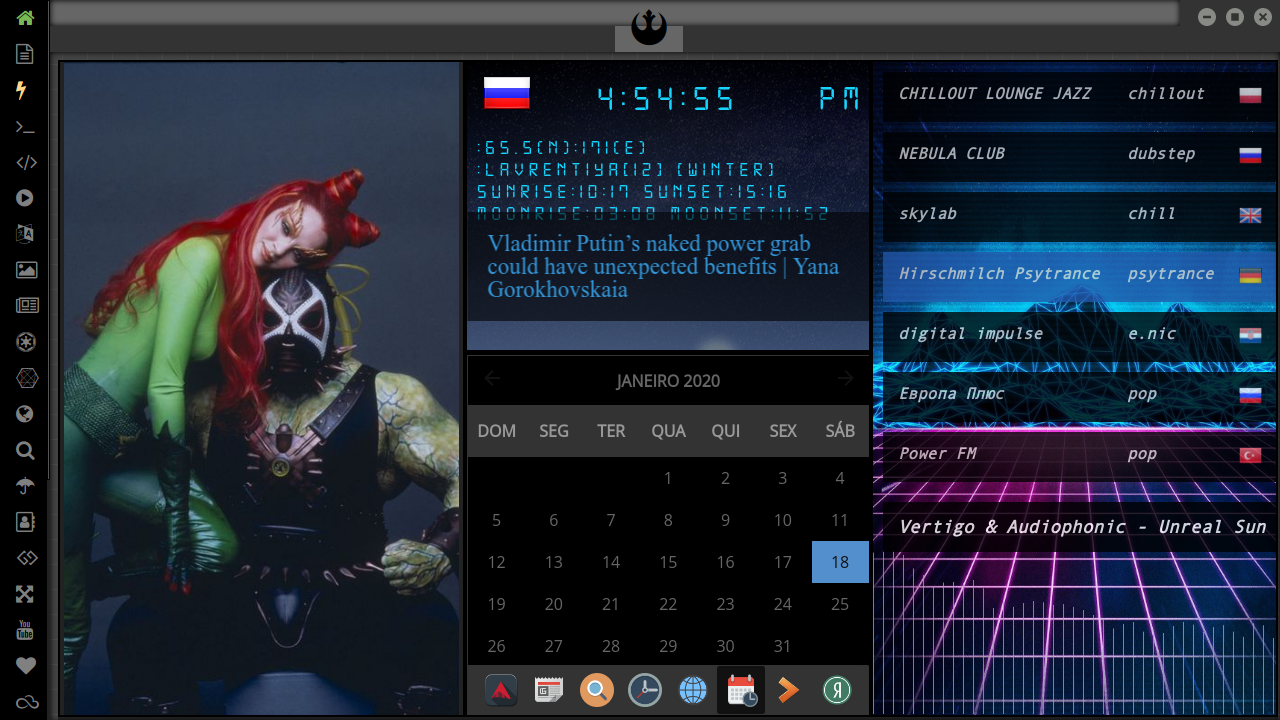 4:54:55 PM
:65.5(N):171(E)
:LAVRENTIYA(12) (WINTER)
SUNRISE:10:17 SUNSET:15:16
MOONRISE:03:08 MOONSET:11:52
Vladimir Putin’s naked power grab
could have unexpected benefits | Yana
Gorokhovskaia
JANEIRO 2020
DOM SEG TER QUA QUI SEX SÁB
1 2 3 4
5 6 7 8 9 10 11
12 13 14 15 16 17 18
19 20 21 22 23 24 25
26 27 28 29 30 31
CHILLOUT LOUNGE JAZZ chillout
NEBULA CLUB dubstep
skylab chill
Hirschmilch Psytrance psytrance
digital impulse e.nic
Европа Плюс pop
Power FM pop
Vertigo & Audiophonic - Unreal Sun
You
Tube
Я